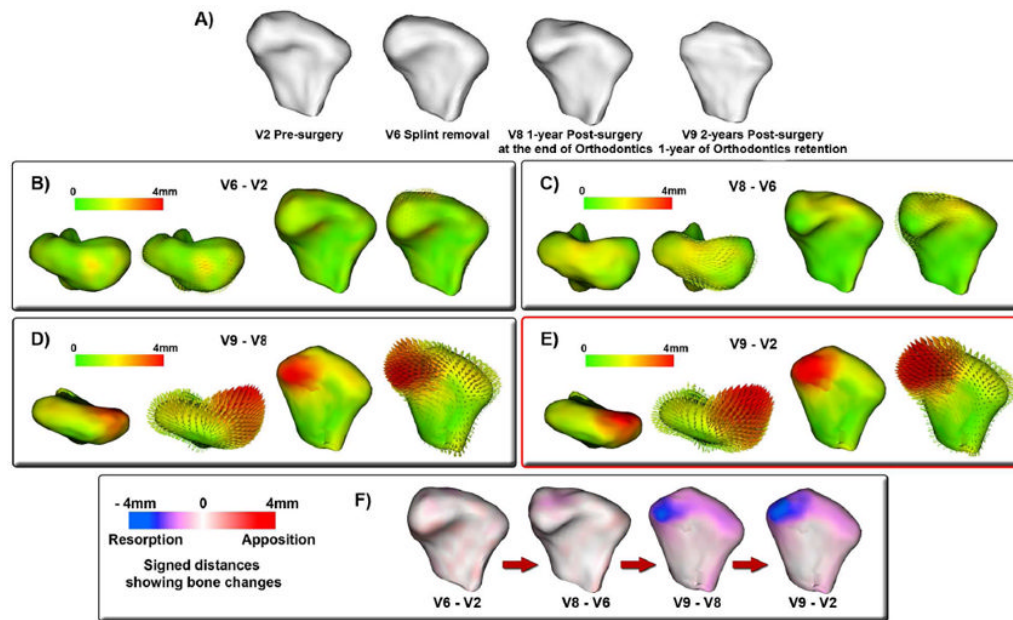 A)
V2 Pre-surgery
V6 Splint removal
V8 1-year Post-surgery
at the end of Orthodontics
V9 2-years Post-surgery
1-year of Orthodontics retention
B)
0
4mm
V6 - V2
C)
0
4mm
V8 - V6
D)
0
4mm
V9 - V8
E)
0
4mm
V9 - V2
- 4mm
0
4mm
F)
Resorption
Apposition
Signed distances
showing bone changes
V6 - V2
V8 - V6
V9 - V8
V9 - V2